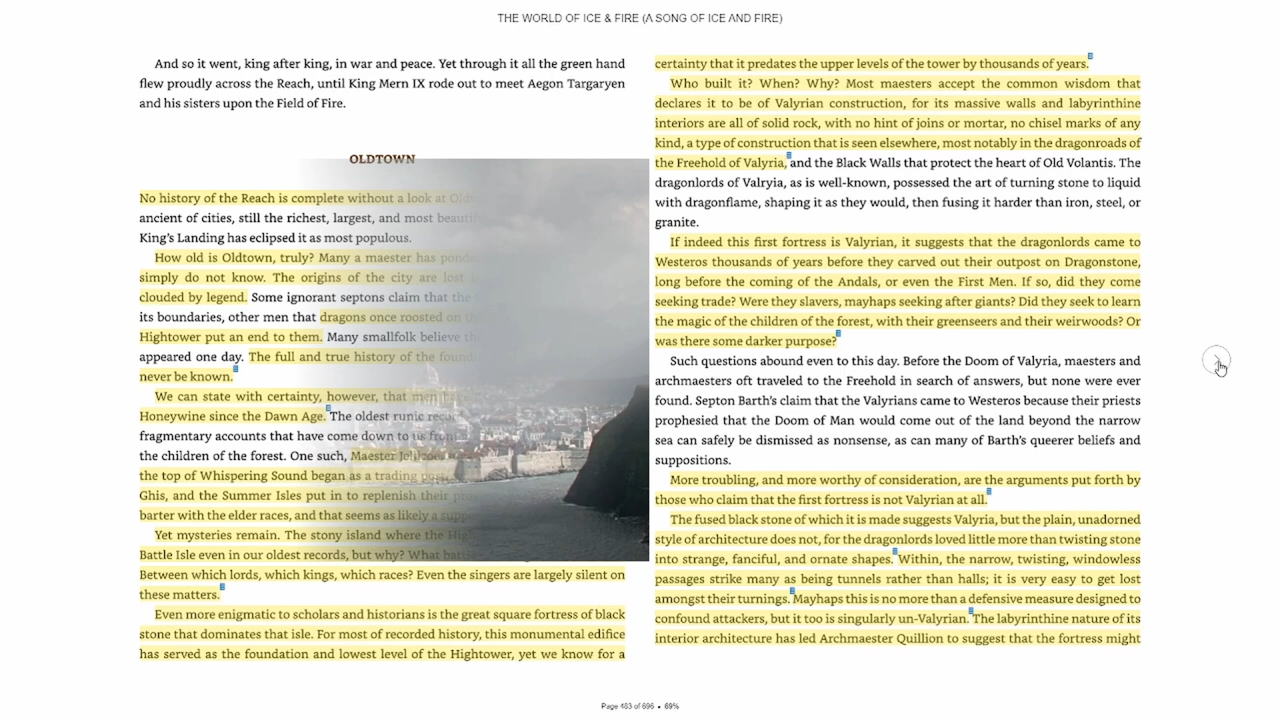 THE WORLD OF ICE & FIRE (A SONG OF ICE AND FIRE)
And so it went, king after king, in war and peace. Yet through it all the green hand
flew proudly across the Reach, until King Mern IX rode out to meet Aegon Targaryen
and his sisters upon the Field of Fire.
OLDTOWN
No history of the Reach is complete without a look at
ancient of cities, still the richest, largest, and most
King's Landing has eclipsed it as most populous.
How old is Oldtown, truly? Many a maester has
simply do not know. The origins of the city are lost
clouded by legend. Some ignorant septons claim that the
its boundaries, other men that dragons once roosted on
Hightower put an end to them. Many smallfolk believe
appeared one day. The full and true history of the
never be known.
We can state with certainty, however, that men
Honeywine since the Dawn Age. The oldest runic
fragmentary accounts that have come down to us from
the children of the forest. One such, Maester
the top of Whispering Sound began as a trading
Ghis, and the Summer Isles put in to replenish their
barter with the elder races, and that seems as likely a
Yet mysteries remain. The stony island where the
Battle Isle even in our oldest records, but why? What
Between which lords, which kings, which races? Even the singers are largely silent on
these matters.
Even more enigmatic to scholars and historians is the great square fortress of black
stone that dominates that isle. For most of recorded history, this monumental edifice
has served as the foundation and lowest level of the Hightower, yet we know for a
certainty that it predates the upper levels of the tower by thousands of years.
Who built it? When? Why? Most maesters accept the common wisdom that
declares it to be of Valyrian construction, for its massive walls and labyrinthine
interiors are all of solid rock, with no hint of joins or mortar, no chisel marks of any
kind, a type of construction that is seen elsewhere, most notably in the dragonroads of
the Freehold of Valyria, and the Black Walls that protect the heart of Old Volantis. The
dragonlords of Valryia, as is well-known, possessed the art of turning stone to liquid
with dragonflame, shaping it as they would, then fusing it harder than iron, steel, or
granite.
If indeed this first fortress is Valyrian, it suggests that the dragonlords came to
Westeros thousands of years before they carved out their outpost on Dragonstone,
long before the coming of the Andals, or even the First Men. If so, did they come
seeking trade? Were they slavers, mayhaps seeking after giants? Did they seek to learn
the magic of the children of the forest, with their greenseers and their weirwoods? Or
was there some darker purpose?
Such questions abound even to this day. Before the Doom of Valyria, maesters and
archmaesters oft traveled to the Freehold in search of answers, but none were ever
found. Septon Barth's claim that the Valyrians came to Westeros because their priests
prophesied that the Doom of Man would come out of the land beyond the narrow
sea can safely be dismissed as nonsense, as can many of Barth's queerer beliefs and
suppositions.
More troubling, and more worthy of consideration, are the arguments put forth by
those who claim that the first fortress is not Valyrian at all.
The fused black stone of which it is made suggests Valyria, but the plain, unadorned
style of architecture does not, for the dragonlords loved little more than twisting stone
into strange, fanciful, and ornate shapes. Within, the narrow, twisting, windowless
passages strike many as being tunnels rather than halls; it is very easy to get lost
amongst their turnings. Mayhaps this is no more than a defensive measure designed to
confound attackers, but it too is singularly un-Valyrian. The labyrinthine nature of its
interior architecture has led Archmaester Quillion to suggest that the fortress might
Page 483 of 696 • 69%